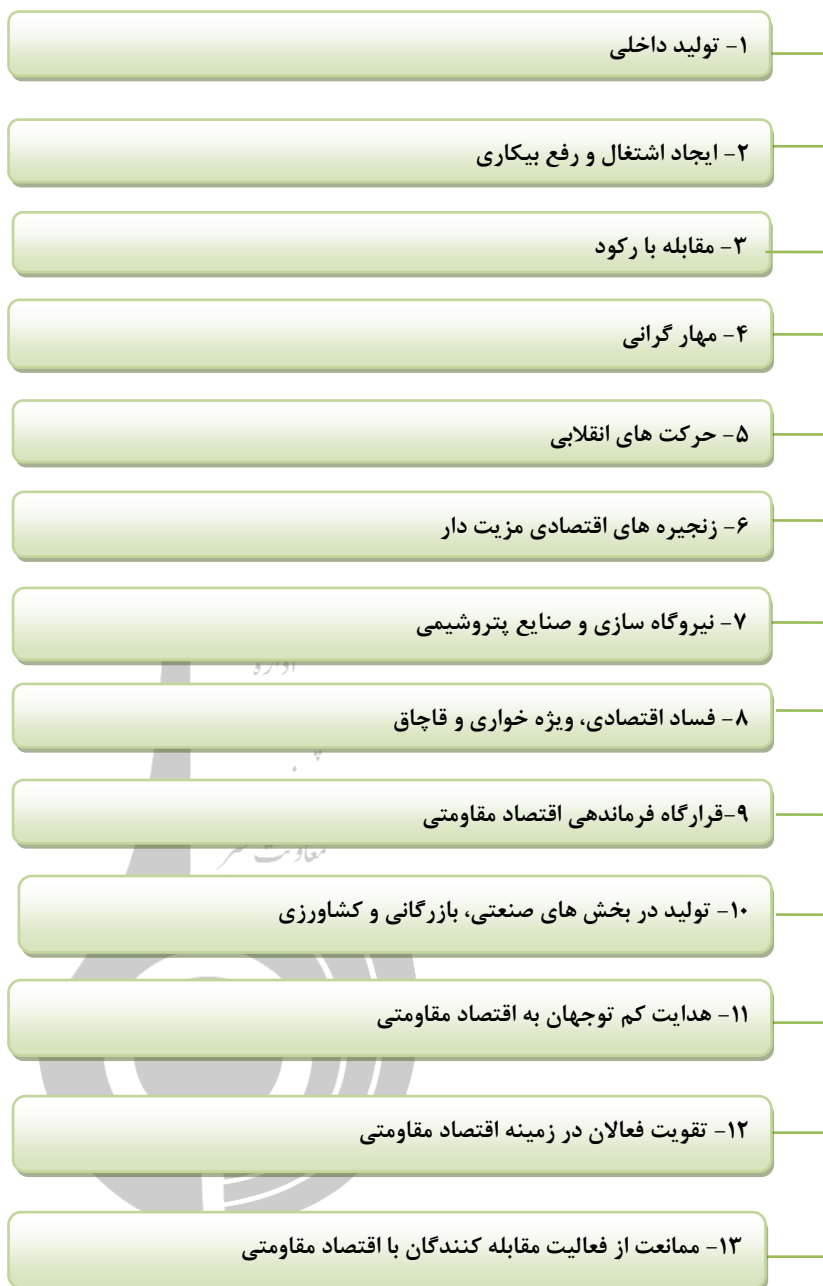 ۱- تولید داخلی
۲- ایجاد اشتغال و رفع بیکاری
۳- مقابله با رکود
۴- مهار گرانی
۵- حرکت های انقلابی
۶- زنجیره های اقتصادی مزیت دار
۷- نیروگاه سازی و صنایع پتروشیمی
۸- فساد اقتصادی، ویژه خواری و قاچاق
۹-قرارگاه فرماندهی اقتصاد مقاومتی
معاونت
۱۰- تولید در بخش های صنعتی، بازرگانی و کشاورزی
۱۱- هدایت کم توجهان به اقتصاد مقاومتی
۱۲- تقویت فعالان در زمینه اقتصاد مقاومتی
۱۳- ممانعت از فعالیت مقابله کنندگان با اقتصاد مقاومتی